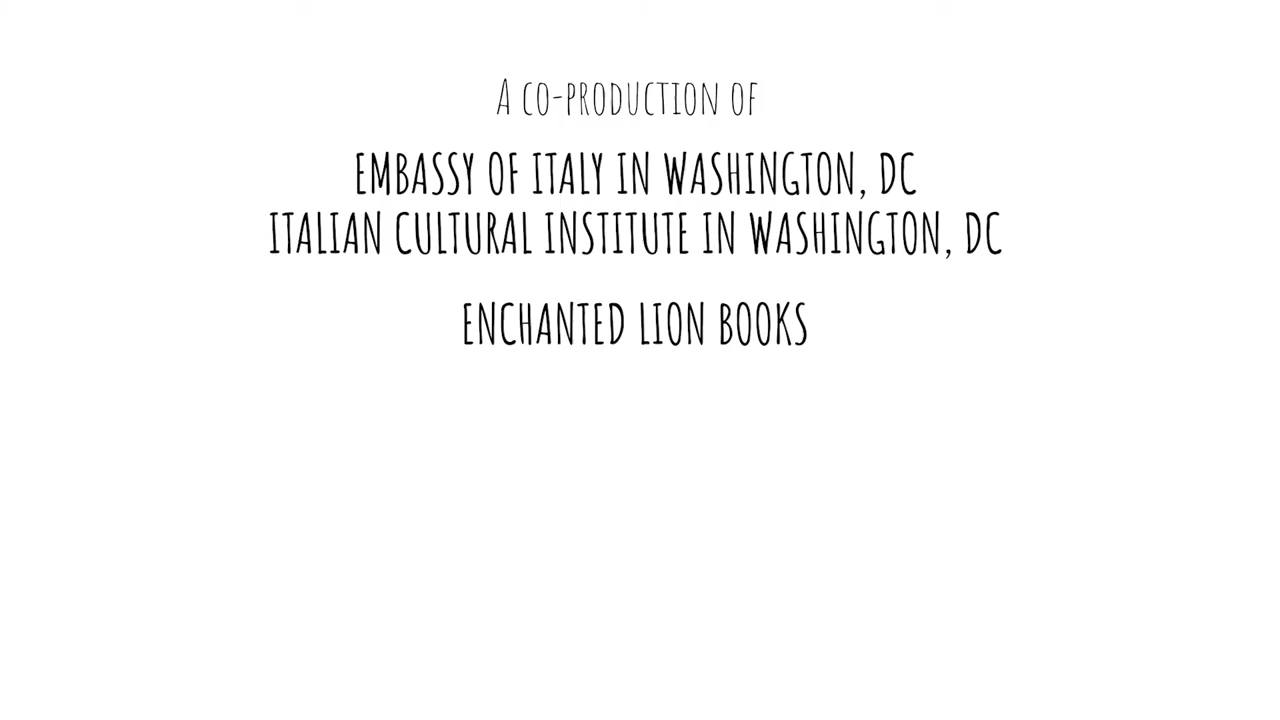 A CO-PRODUCTION OF
EMBASSY OF ITALY IN WASHINGTON, DC
ITALIAN CULTURAL INSTITUTE IN WASHINGTON, DC
ENCHANTED LION BOOKS